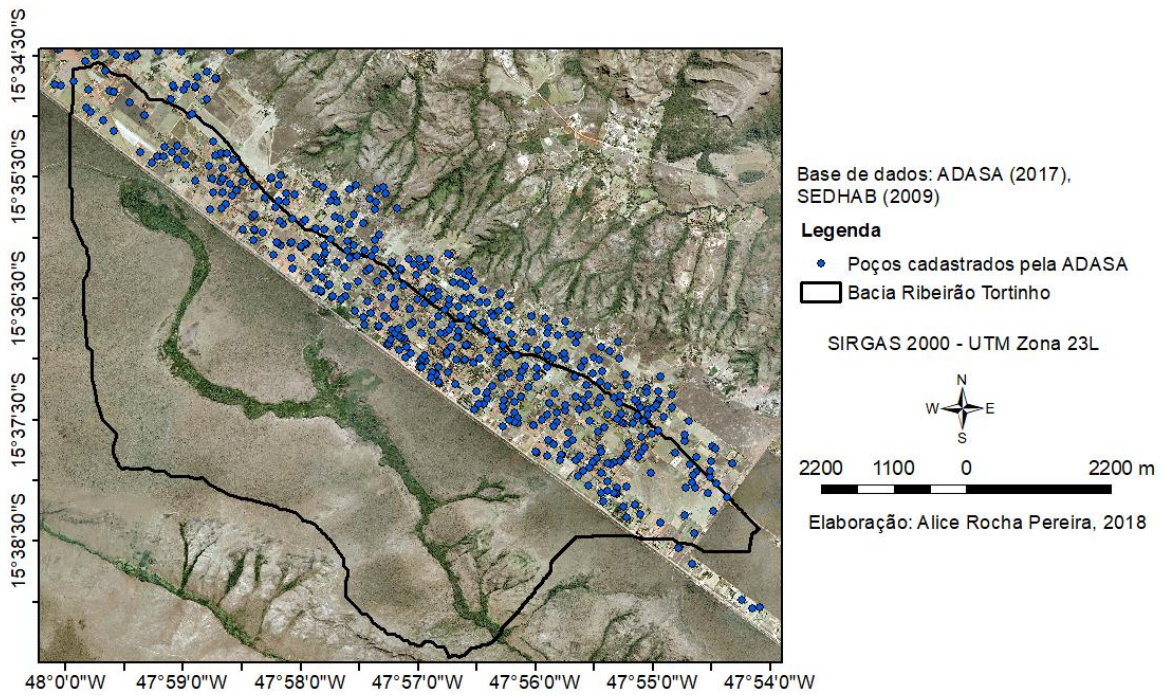 15°34'30"S
15°35'30"S
15°36'30"S
15°37'30"S
15°38'30"S
48°0'0"W
47°59'0"W
47°58'0"W
47°57'0"W
47°56'0"W
47°55'0"W
47°54'0"W
Base de dados: ADASA (2017),
SEDHAB (2009)
Legenda
Poços cadastrados pela ADASA
Bacia Ribeirão Tortinho
SIRGAS 2000 - UTM Zona 23L
N
W E
S
2200 1100 0 2200 m
Elaboração: Alice Rocha Pereira, 2018